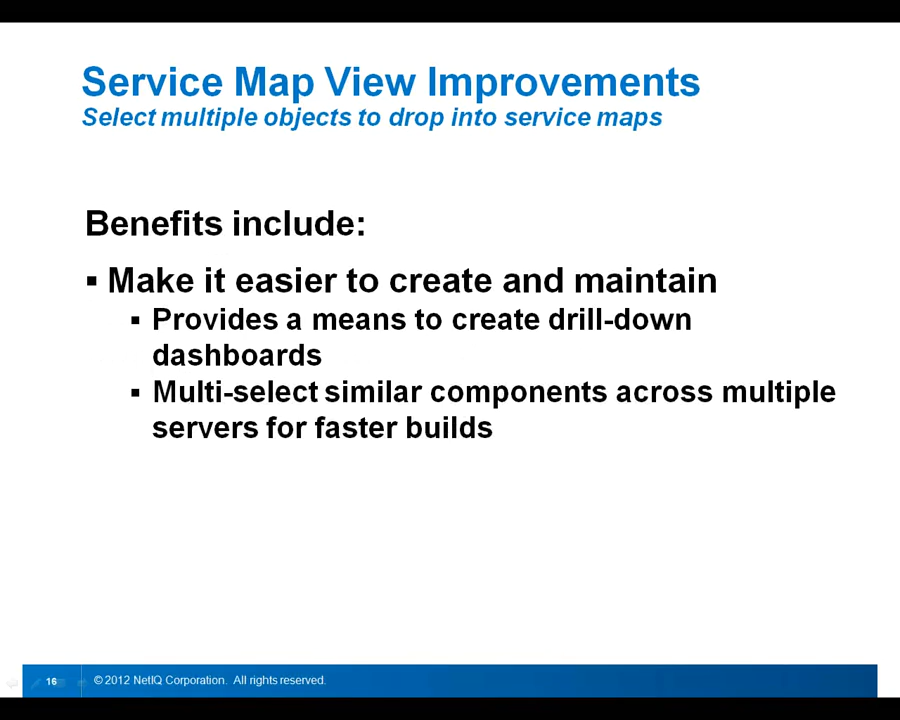 Service Map View Improvements
Select multiple objects to drop into service maps
Benefits include:
▪ Make it easier to create and maintain
▪ Provides a means to create drill-down
dashboards
▪ Multi-select similar components across multiple
servers for faster builds
16 © 2012 NetIQ Corporation. All rights reserved.